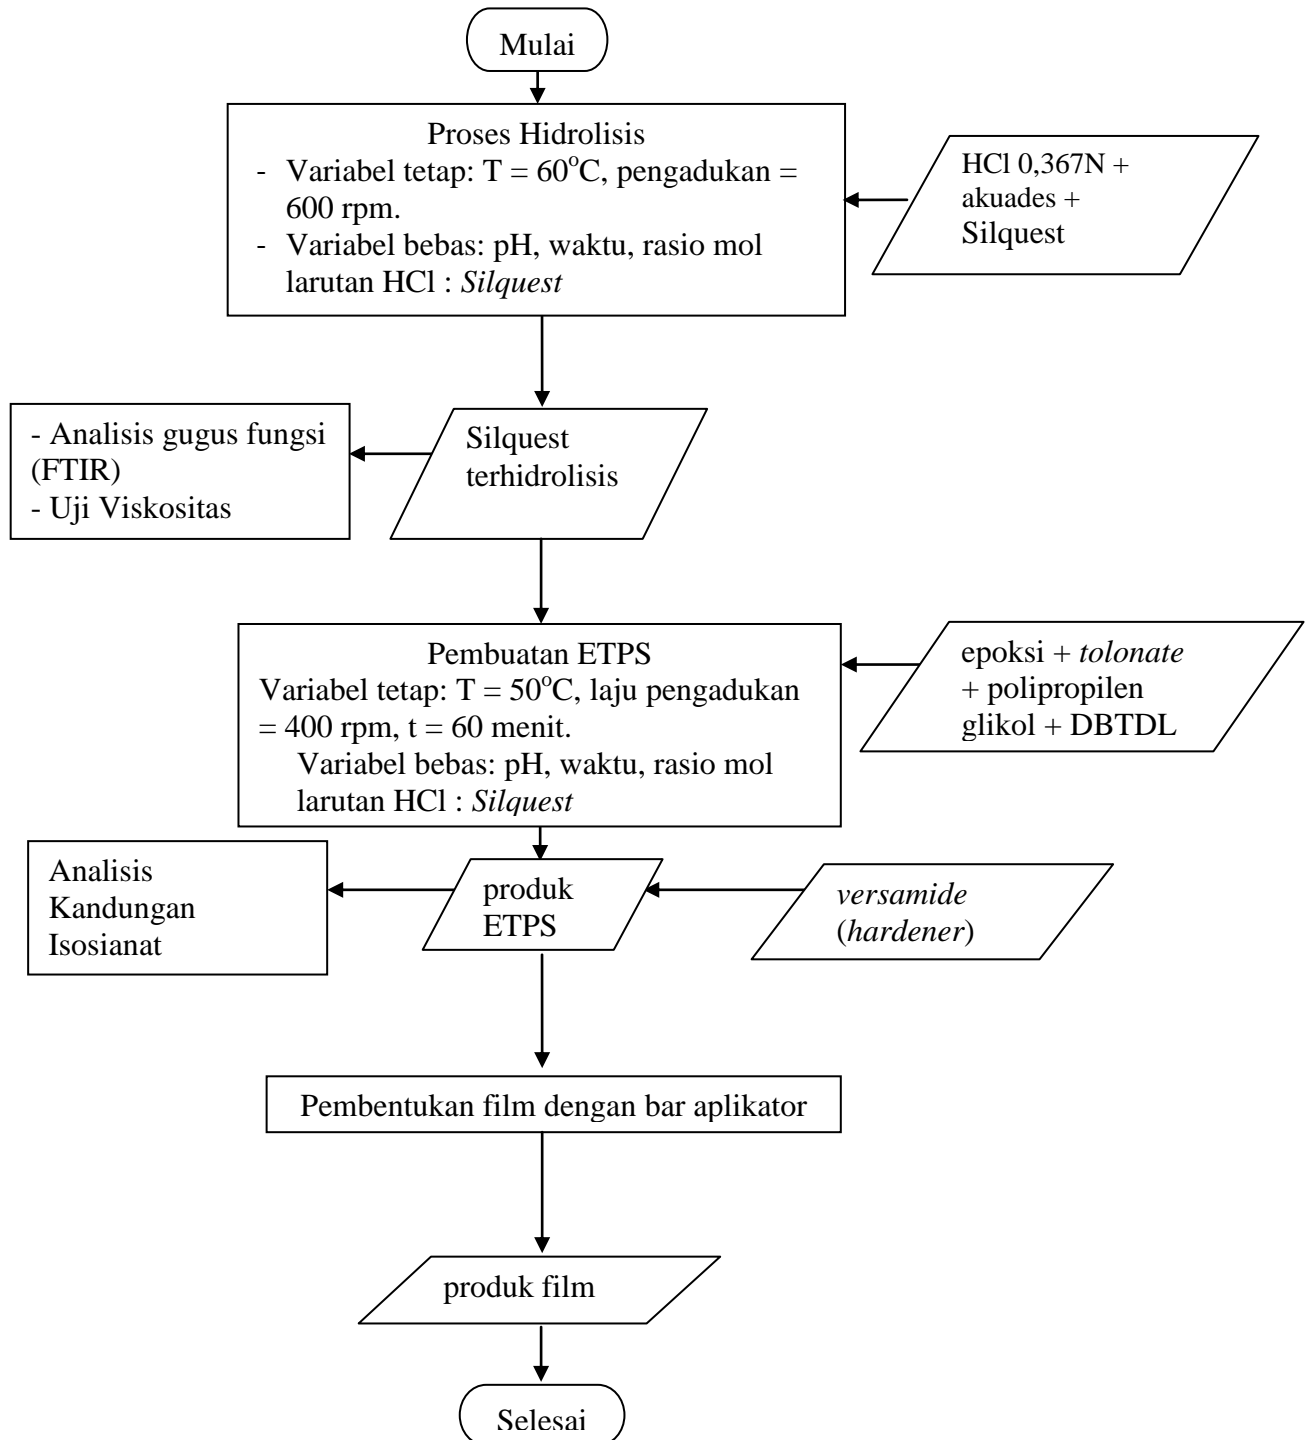 Mulai
Proses Hidrolisis
- Variabel tetap: T = 60°C, pengadukan =
600 rpm.
- Variabel bebas: pH, waktu, rasio mol
larutan HCl : Silquest
HCl 0,367N +
akuades +
Silquest
- Analisis gugus fungsi
(FTIR)
- Uji Viskositas
Silquest
terhidrolisis
Pembuatan ETPS
Variabel tetap: T = 50°C, laju pengadukan
= 400 rpm, t = 60 menit.
Variabel bebas: pH, waktu, rasio mol
larutan HCl : Silquest
epoksi + tolonate
+ polipropilen
glikol + DBTDL
Analisis
Kandungan
Isosianat
produk
ETPS
versamide
(hardener)
Pembentukan film dengan bar aplikator
produk film
Selesai